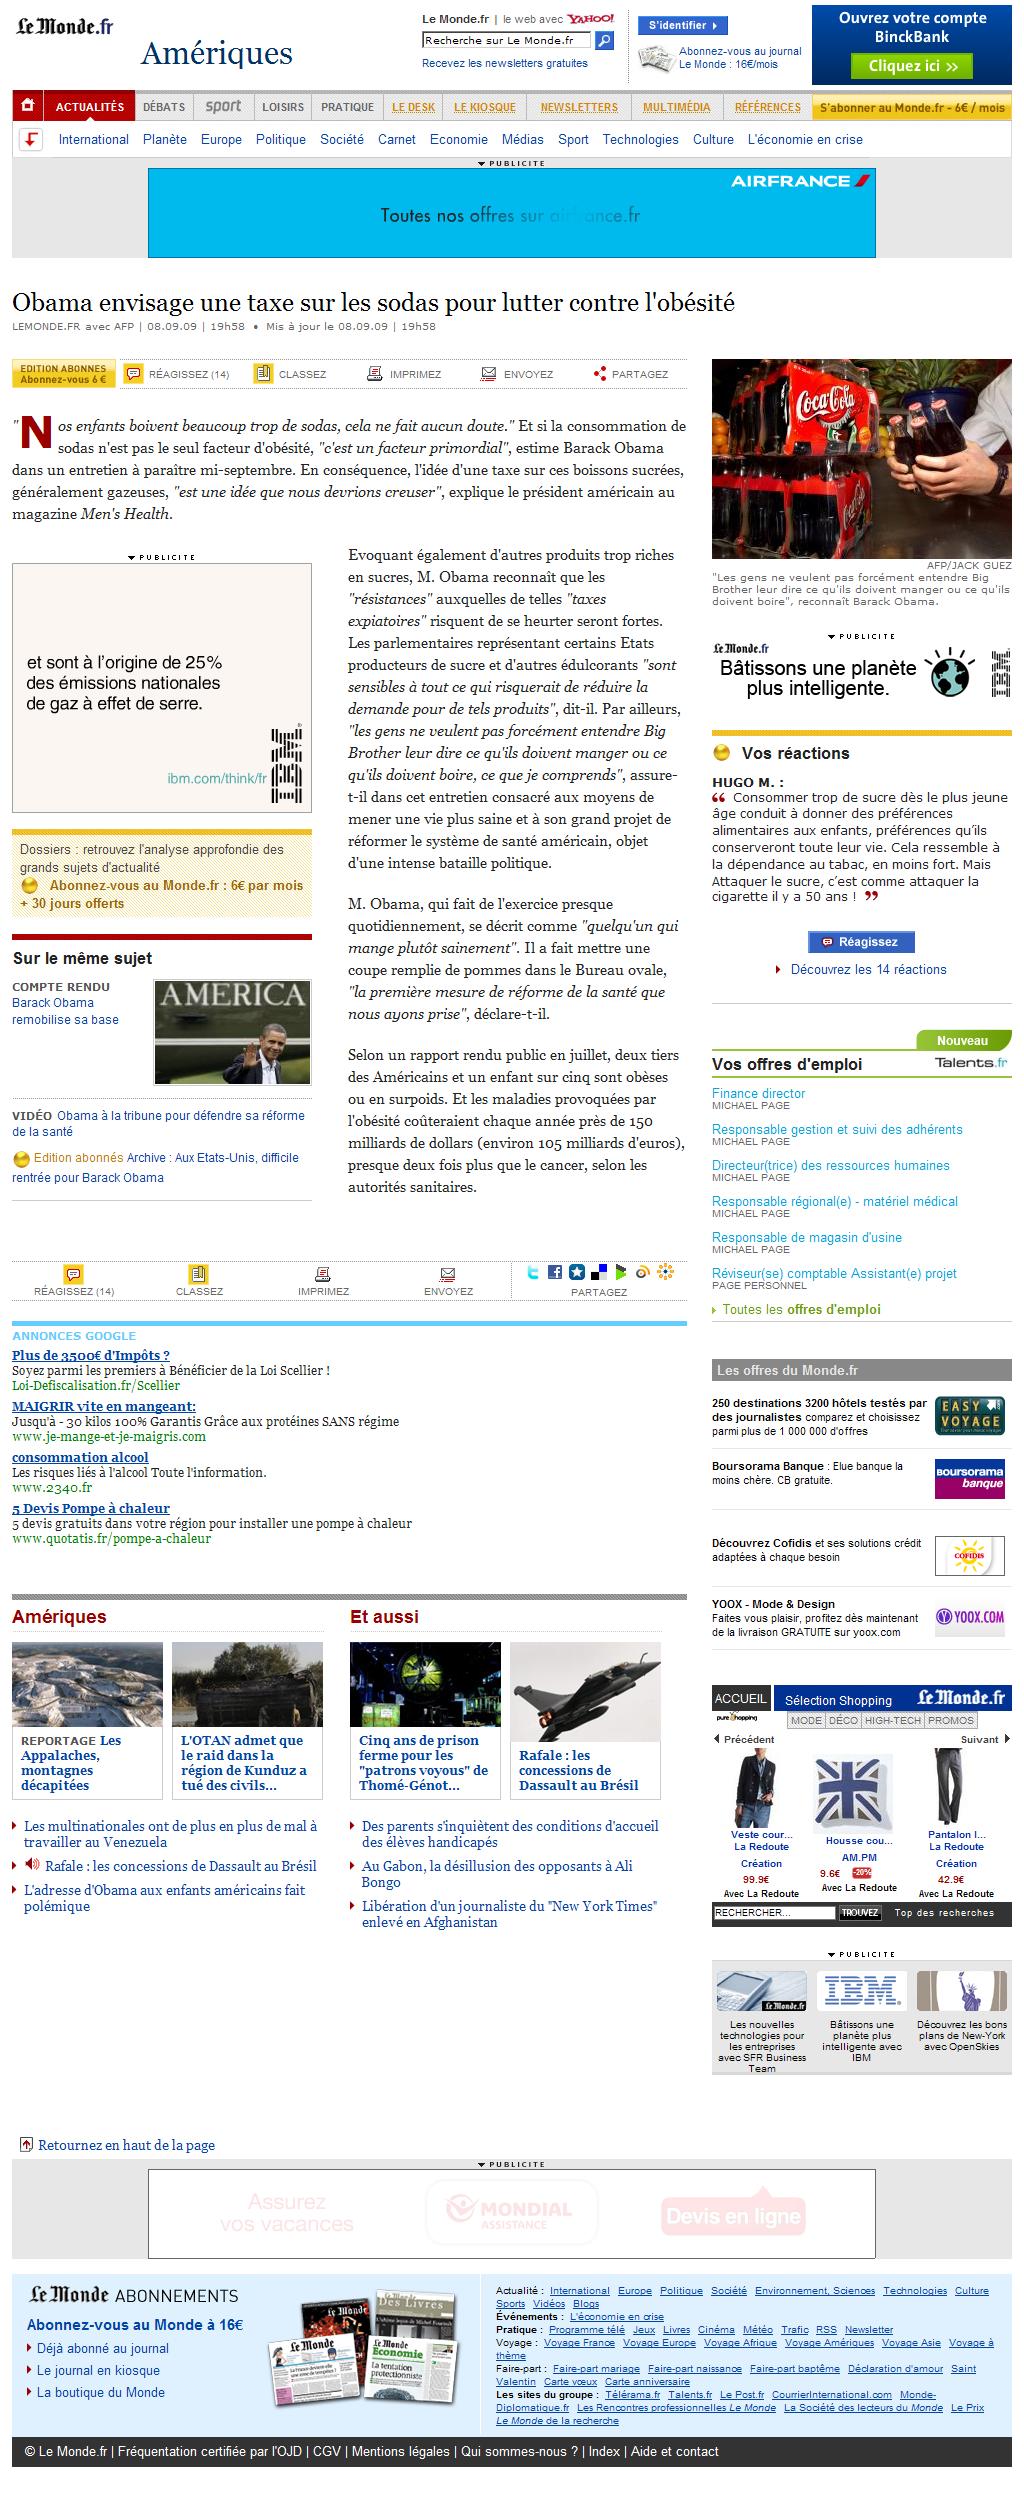 Le Monde.fr
Amériques
Le Monde.fr | le web avec YAHOO!
Recherche sur Le Monde.fr
Recevez les newsletters gratuites
S'identifier
Abonnez-vous au journal
Le Monde : 16€/mois
Ouvrez votre compte
BinckBank
Cliquez ici >>
ACTUALITÉS DÉBATS sport LOISIRS PRATIQUE LE DESK LE KIOSQUE NEWSLETTERS MULTIMÉDIA RÉFÉRENCES S'abonner au Monde.fr - 6€ / mois
International Planète Europe Politique Société Carnet Economie Médias Sport Technologies Culture L'économie en crise
PUBLICITE
AIRFRANCE
Toutes nos offres sur airfrance.fr
Obama envisage une taxe sur les sodas pour lutter contre l'obésité
LEMONDE.FR avec AFP | 08.09.09 | 19h58 • Mis à jour le 08.09.09 | 19h58
EDITION ABONNES
Abonnez-vous 6 €
RÉAGISSEZ (14) CLASSEZ IMPRIMEZ ENVOYEZ PARTAGEZ
"Nos enfants boivent beaucoup trop de sodas, cela ne fait aucun doute." Et si la consommation de
sodas n'est pas le seul facteur d'obésité, "c'est un facteur primordial", estime Barack Obama
dans un entretien à paraître mi-septembre. En conséquence, l'idée d'une taxe sur ces boissons sucrées,
généralement gazeuses, "est une idée que nous devrions creuser", explique le président américain au
magazine Men's Health.
PUBLICITE
et sont à l'origine de 25%
des émissions nationales
de gaz à effet de serre.
ibm.com/think/fr
IBM
Dossiers : retrouvez l'analyse approfondie des
grands sujets d'actualité
Abonnez-vous au Monde.fr : 6€ par mois
+ 30 jours offerts
Sur le même sujet
COMPTE RENDU
Barack Obama
remobilise sa base
AMERICA
VIDÉO Obama à la tribune pour défendre sa réforme
de la santé
Edition abonnés Archive : Aux Etats-Unis, difficile
rentrée pour Barack Obama
Evoquant également d'autres produits trop riches
en sucres, M. Obama reconnaît que les
"résistances" auxquelles de telles "taxes
expiatoires" risquent de se heurter seront fortes.
Les parlementaires représentant certains Etats
producteurs de sucre et d'autres édulcorants "sont
sensibles à tout ce qui risquerait de réduire la
demande pour de tels produits", dit-il. Par ailleurs,
"les gens ne veulent pas forcément entendre Big
Brother leur dire ce qu'ils doivent manger ou ce
qu'ils doivent boire, ce que je comprends", assure-
t-il dans cet entretien consacré aux moyens de
mener une vie plus saine et à son grand projet de
réformer le système de santé américain, objet
d'une intense bataille politique.
M. Obama, qui fait de l'exercice presque
quotidiennement, se décrit comme "quelqu'un qui
mange plutôt sainement". Il a fait mettre une
coupe remplie de pommes dans le Bureau ovale,
"la première mesure de réforme de la santé que
nous ayons prise", déclare-t-il.
Selon un rapport rendu public en juillet, deux tiers
des Américains et un enfant sur cinq sont obèses
ou en surpoids. Et les maladies provoquées par
l'obésité coûteraient chaque année près de 150
milliards de dollars (environ 105 milliards d'euros),
presque deux fois plus que le cancer, selon les
autorités sanitaires.
RÉAGISSEZ (14) CLASSEZ IMPRIMEZ ENVOYEZ PARTAGEZ
ANNONCES GOOGLE
Plus de 3500€ d'Impôts ?
Soyez parmi les premiers à Bénéficier de la Loi Scellier !
Loi-Defiscalisation.fr/Scellier
MAIGRIR vite en mangeant:
Jusqu'à - 30 kilos 100% Garantis Grâce aux protéines SANS régime
www.je-mange-et-je-maigris.com
consommation alcool
Les risques liés à l'alcool Toute l'information.
www.2340.fr
5 Devis Pompe à chaleur
5 devis gratuits dans votre région pour installer une pompe à chaleur
www.quotatis.fr/pompe-a-chaleur
Amériques
REPORTAGE Les
Appalaches,
montagnes
décapitées
L'OTAN admet que
le raid dans la
région de Kunduz a
tué des civils...
Les multinationales ont de plus en plus de mal à
travailler au Venezuela
Rafale : les concessions de Dassault au Brésil
L'adresse d'Obama aux enfants américains fait
polémique
Et aussi
Cinq ans de prison
ferme pour les
"patrons voyous" de
Thomé-Génot...
Rafale : les
concessions de
Dassault au Brésil
Des parents s'inquiètent des conditions d'accueil
des élèves handicapés
Au Gabon, la désillusion des opposants à Ali
Bongo
Libération d'un journaliste du "New York Times"
enlevé en Afghanistan
Coca-Cola
AFP/JACK GUEZ
"Les gens ne veulent pas forcément entendre Big
Brother leur dire ce qu'ils doivent manger ou ce qu'ils
doivent boire", reconnaît Barack Obama.
PUBLICITE
Le Monde.fr
Bâtissons une planète
plus intelligente.
IBM
Vos réactions
HUGO M. :
“ Consommer trop de sucre dès le plus jeune
âge conduit à donner des préférences
alimentaires aux enfants, préférences qu'ils
conserveront toute leur vie. Cela ressemble à
la dépendance au tabac, en moins fort. Mais
Attaquer le sucre, c'est comme attaquer la
cigarette il y a 50 ans ! ”
Réagissez
Découvrez les 14 réactions
Nouveau
Vos offres d'emploi Talents.fr
Finance director
MICHAEL PAGE
Responsable gestion et suivi des adhérents
MICHAEL PAGE
Directeur(trice) des ressources humaines
MICHAEL PAGE
Responsable régional(e) - matériel médical
MICHAEL PAGE
Responsable de magasin d'usine
MICHAEL PAGE
Réviseur(se) comptable Assistant(e) projet
PAGE PERSONNEL
Toutes les offres d'emploi
Les offres du Monde.fr
250 destinations 3200 hôtels testés par
des journalistes comparez et choisissez
parmi plus de 1 000 000 d'offres
EASY
VOYAGE
Boursorama Banque : Elue banque la
moins chère. CB gratuite.
BOURSORAMA
banque
Découvrez Cofidis et ses solutions crédit
adaptées à chaque besoin
COFIDIS
YOOX - Mode & Design
Faites vous plaisir, profitez dès maintenant
de la livraison GRATUITE sur yoox.com
YOOX.COM
ACCUEIL Sélection Shopping Le Monde.fr
pureshopping MODE DÉCO HIGH-TECH PROMOS
Précédent Suivant
Veste cour...
La Redoute
Création
99.9€
Avec La Redoute
Housse cou...
AM.PM
9.6€ -20%
Avec La Redoute
Pantalon l...
La Redoute
Création
42.9€
Avec La Redoute
RECHERCHER... TROUVEZ Top des recherches
PUBLICITE
Le Monde.fr
IBM
Les nouvelles
technologies pour
les entreprises
avec SFR Business
Team
Bâtissons une
planète plus
intelligente avec
IBM
Découvrez les bons
plans de New-York
avec OpenSkies
Retournez en haut de la page
PUBLICITE
Assurez
vos vacances
MONDIAL
ASSISTANCE
Devis en ligne
Le Monde ABONNEMENTS
Abonnez-vous au Monde à 16€
Déjà abonné au journal
Le journal en kiosque
La boutique du Monde
Actualité : International Europe Politique Société Environnement, Sciences Technologies Culture
Sports Vidéos Blogs
Événements : L'économie en crise
Pratique : Programme télé Jeux Livres Cinéma Météo Trafic RSS Newsletter
Voyage : Voyage France Voyage Europe Voyage Afrique Voyage Amériques Voyage Asie Voyage à
thème
Faire-part : Faire-part mariage Faire-part naissance Faire-part baptême Déclaration d'amour Saint
Valentin Carte vœux Carte anniversaire
Les sites du groupe : Télérama.fr Talents.fr Le Post.fr CourrierInternational.com Monde-
Diplomatique.fr Les Rencontres professionnelles Le Monde La Société des lecteurs du Monde Le Prix
Le Monde de la recherche
© Le Monde.fr | Fréquentation certifiée par l'OJD | CGV | Mentions légales | Qui sommes-nous ? | Index | Aide et contact